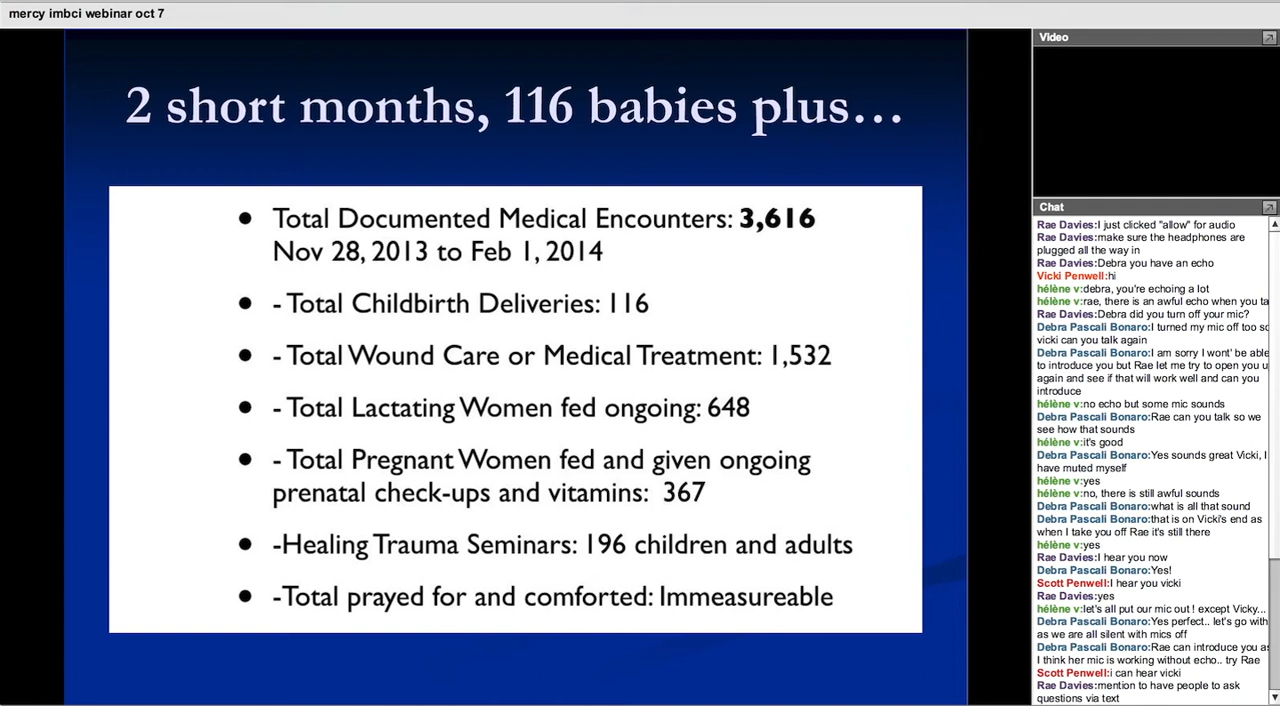 mercy imbci webinar oct 7
2 short months, 116 babies plus…
● Total Documented Medical Encounters: 3,616
Nov 28, 2013 to Feb 1, 2014
● - Total Childbirth Deliveries: 116
● - Total Wound Care or Medical Treatment: 1,532
● - Total Lactating Women fed ongoing: 648
● - Total Pregnant Women fed and given ongoing
prenatal check-ups and vitamins: 367
● -Healing Trauma Seminars: 196 children and adults
● -Total prayed for and comforted: Immeasureable
Video
Chat
Rae Davies:I just clicked "allow" for audio
Rae Davies:make sure the headphones are
plugged all the way in
Rae Davies:Debra you have an echo
Vicki Penwell:hi
hélène v:debra, you're echoing a lot
hélène v:rae, there is an awful echo when you ta
Rae Davies:Debra did you turn off your mic?
Debra Pascali Bonaro:I turned my mic off too so
vicki can you talk again
Debra Pascali Bonaro:I am sorry I wont' be able
to introduce you but Rae let me try to open you u
again and see if that will work well and can you
introduce
hélène v:no echo but some mic sounds
Debra Pascali Bonaro:Rae can you talk so we
see how that sounds
hélène v:it's good
Debra Pascali Bonaro:Yes sounds great Vicki, I
have muted myself
hélène v:yes
hélène v:no, there is still awful sounds
Debra Pascali Bonaro:what is all that sound
Debra Pascali Bonaro:that is on Vicki's end as
when I take you off Rae it's still there
hélène v:yes
Rae Davies:I hear you now
Debra Pascali Bonaro:Yes!
Scott Penwell:I hear you vicki
Rae Davies:yes
hélène v:let's all put our mic out ! except Vicky...
Debra Pascali Bonaro:Yes perfect.. let's go with
as we are all silent with mics off
Debra Pascali Bonaro:Rae can introduce you as
I think her mic is working without echo.. try Rae
Scott Penwell:i can hear vicki
Rae Davies:mention to have people to ask
questions via text